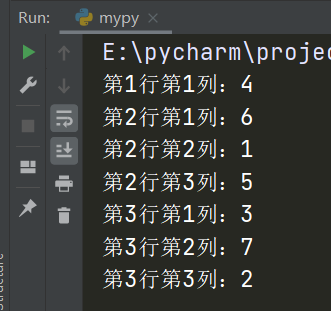 Run: mypy
E:\pycharm\projec
第1行第1列：4
第2行第1列：6
第2行第2列：1
第2行第3列：5
第3行第1列：3
第3行第2列：7
第3行第3列：2
Structure